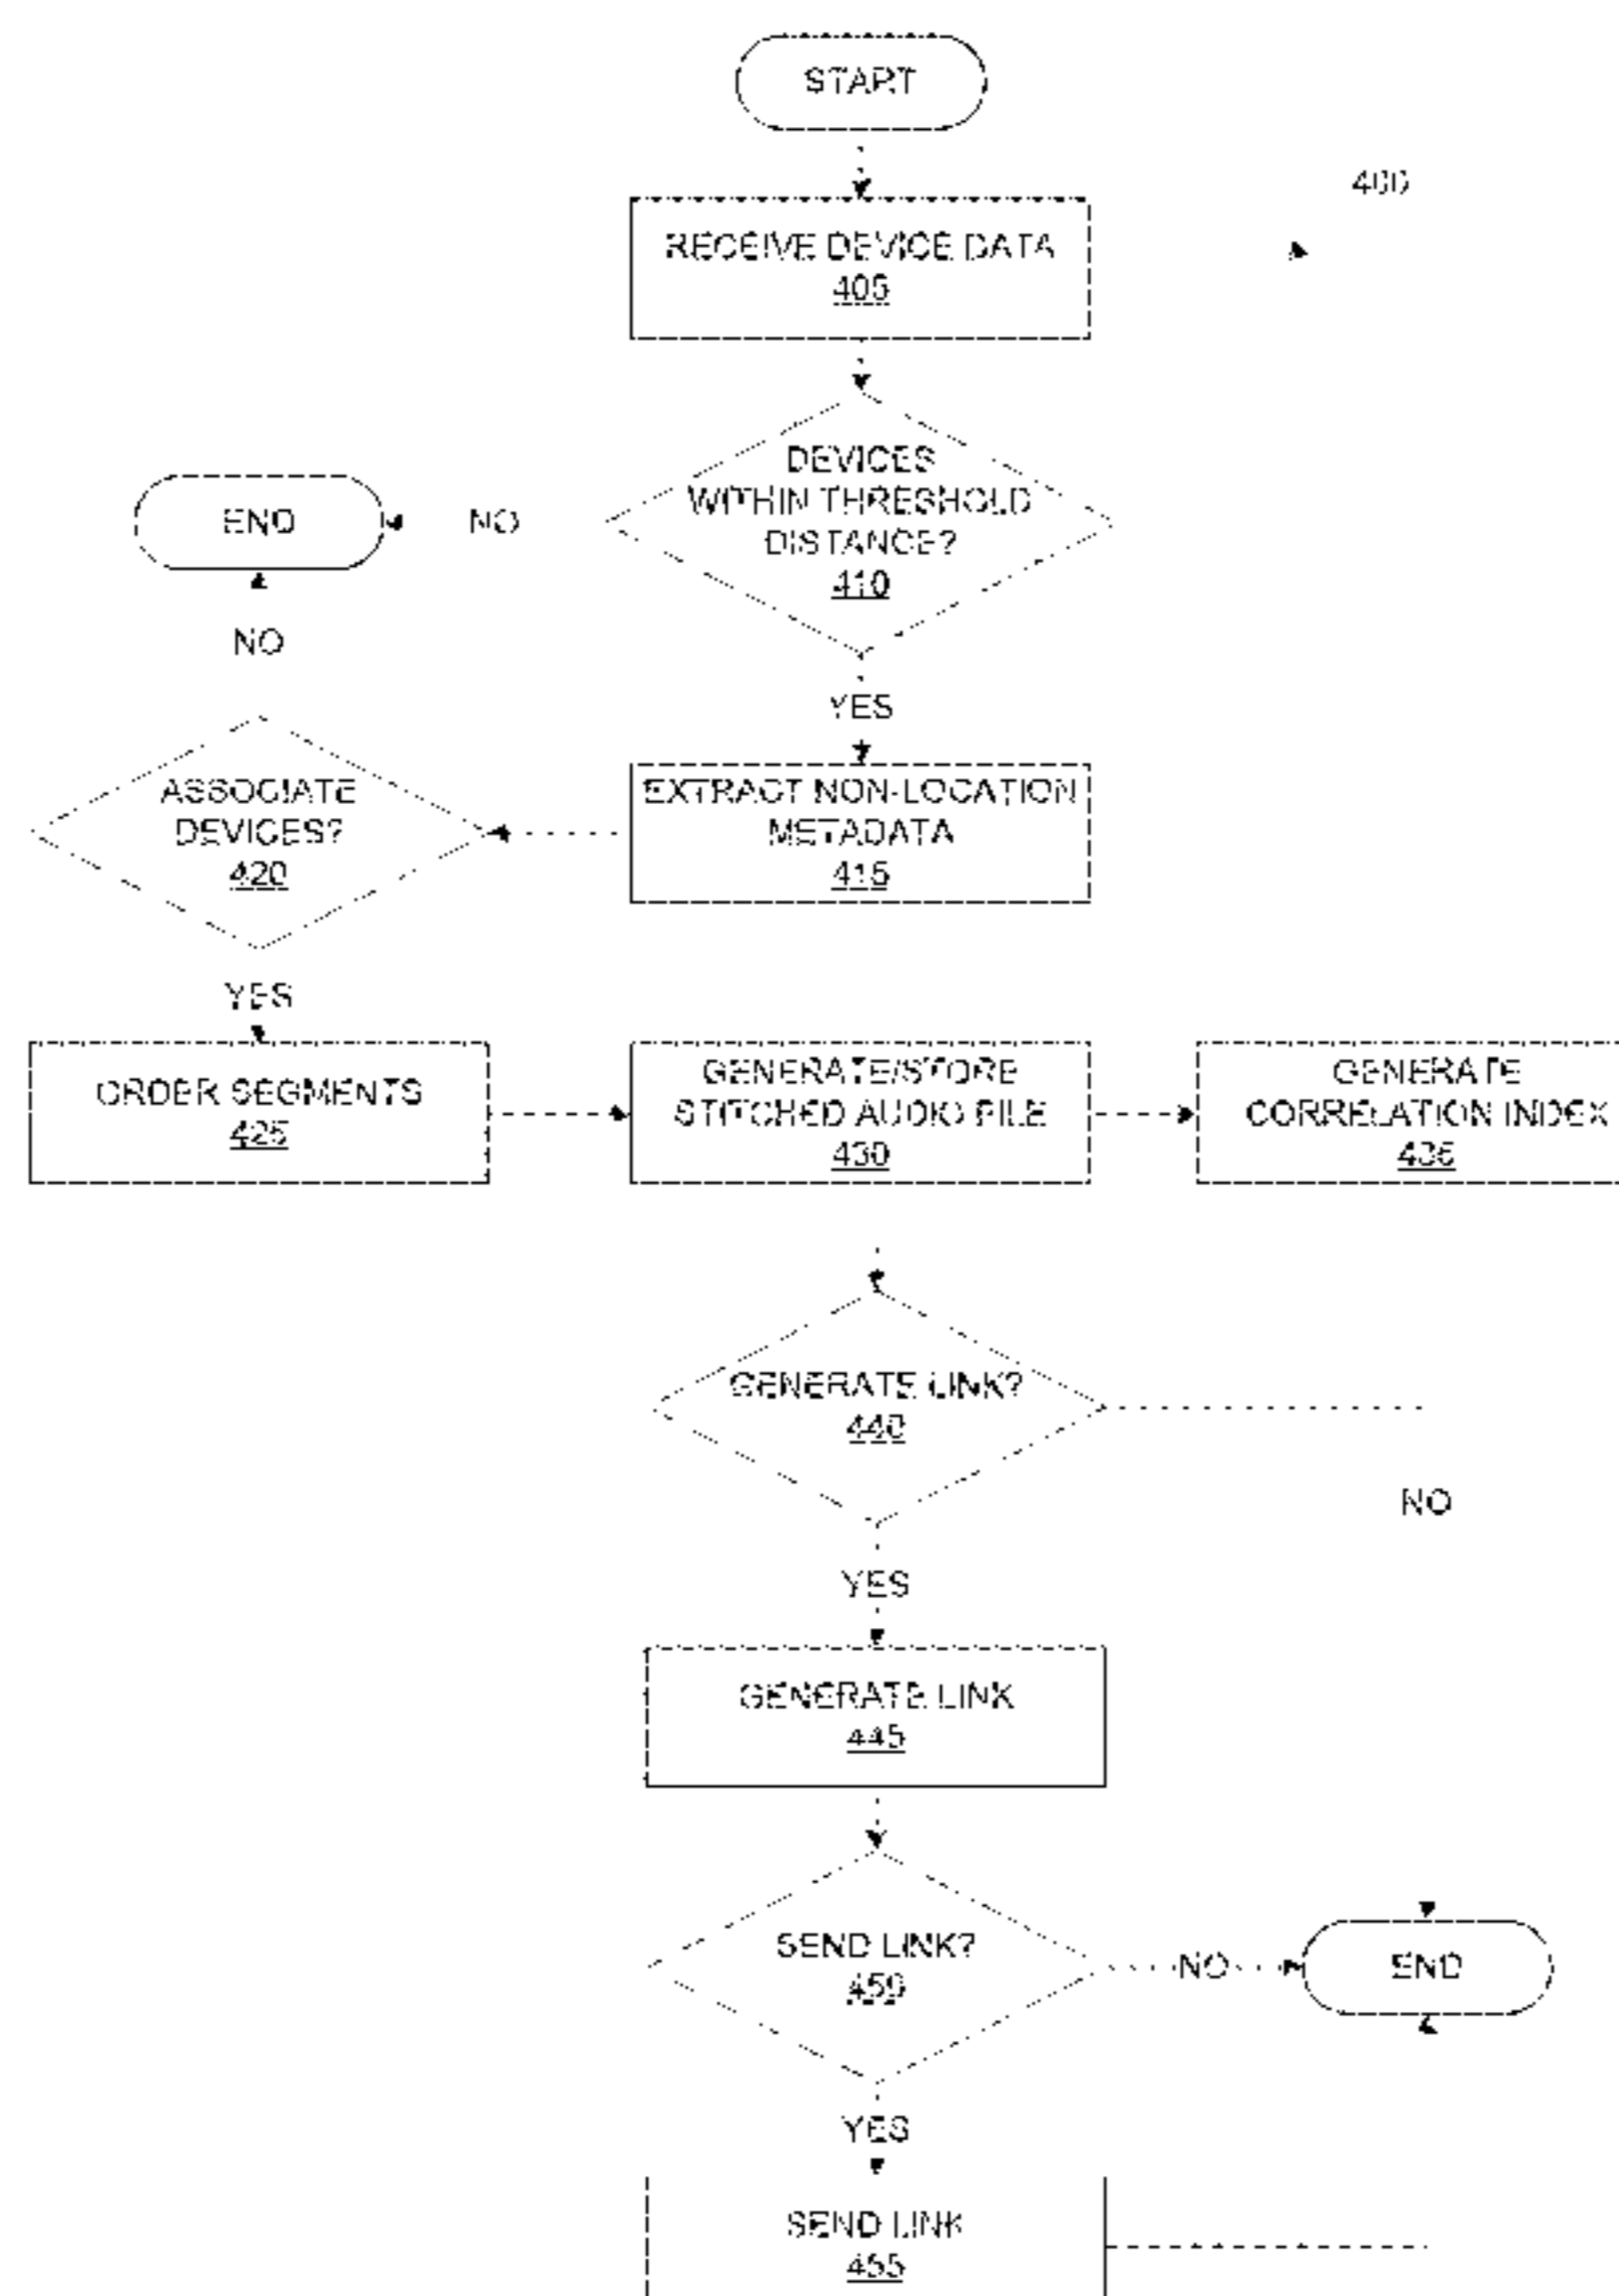 START
400
RECEIVE DEVICE DATA
405
DEVICES
WITHIN THRESHOLD
DISTANCE?
410
NO
END
NO
YES
EXTRACT NON-LOCATION
METADATA
415
ASSOCIATE
DEVICES?
420
YES
ORDER SEGMENTS
425
GENERATE/STORE
STITCHED AUDIO FILE
430
GENERATE
CORRELATION INDEX
435
GENERATE LINK?
440
NO
YES
GENERATE LINK
445
SEND LINK?
450
NO
END
YES
SEND LINK
455